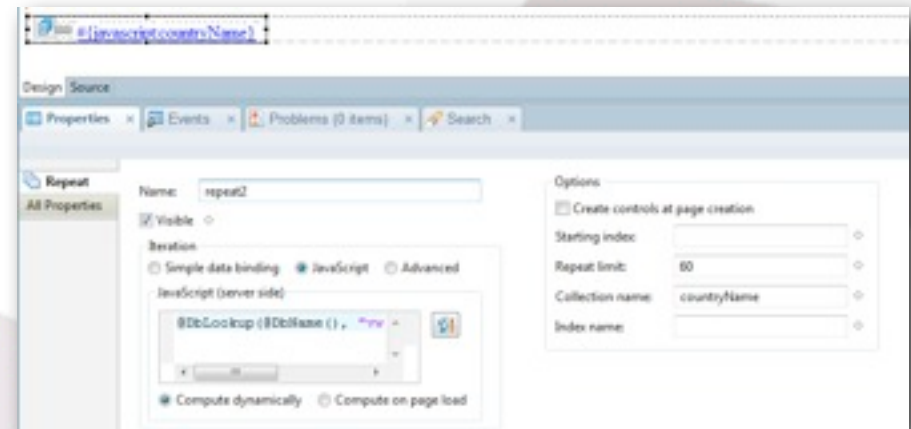 #{javascript:countryName}
Design Source
Properties Events Problems (0 items) Search
Repeat
All Properties
Name: repeat2
Visible
Iteration
Simple data binding JavaScript Advanced
JavaScript (server side)
@DbLookup(@DbName(), "vw
Compute dynamically Compute on page load
Options
Create controls at page creation
Starting index:
Repeat limit: 60
Collection name: countryName
Index name: